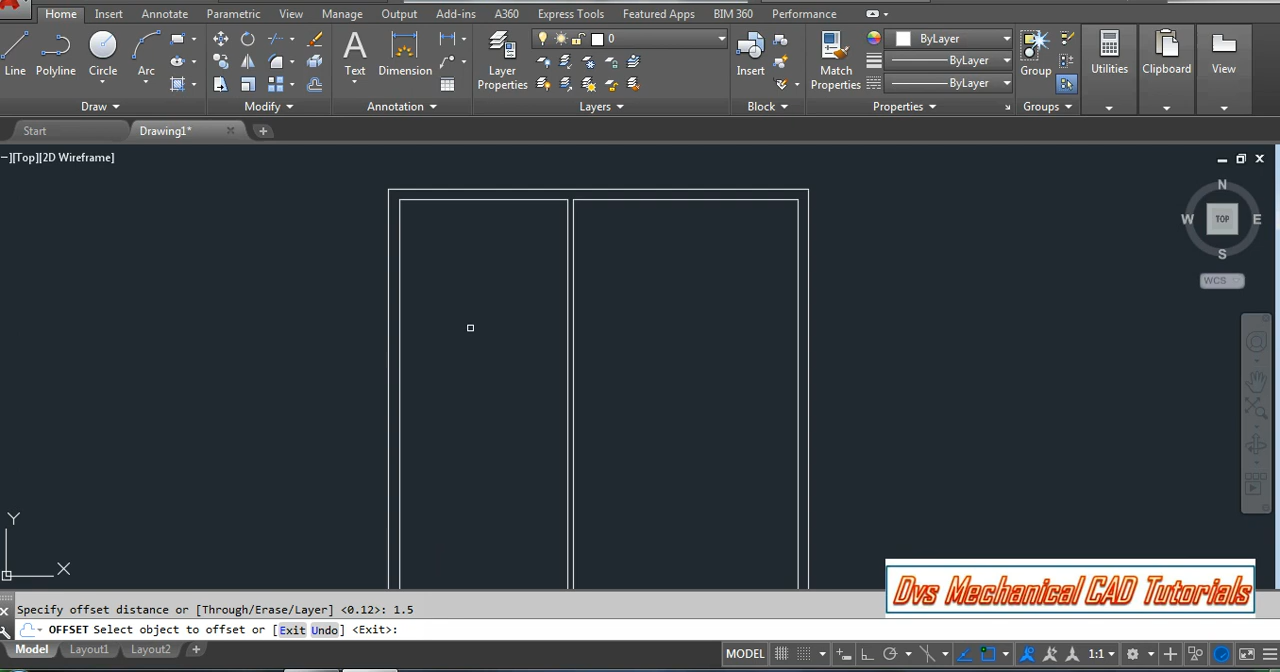 Home Insert Annotate Parametric View Manage Output Add-ins A360 Express Tools Featured Apps BIM 360 Performance
0 ByLayer
ByLayer
ByLayer
Line Polyline Circle Arc Text Dimension Layer Properties Insert Match Properties Group Utilities Clipboard View
Draw Modify Annotation Layers Block Properties Groups
Start Drawing1*
−][Top][2D Wireframe]
N
W TOP E
S
WCS
Y
X
Dvs Mechanical CAD Tutorials
Specify offset distance or [Through/Erase/Layer] <0.12>: 1.5
OFFSET Select object to offset or [Exit Undo] <Exit>:
Model Layout1 Layout2 + MODEL 1:1